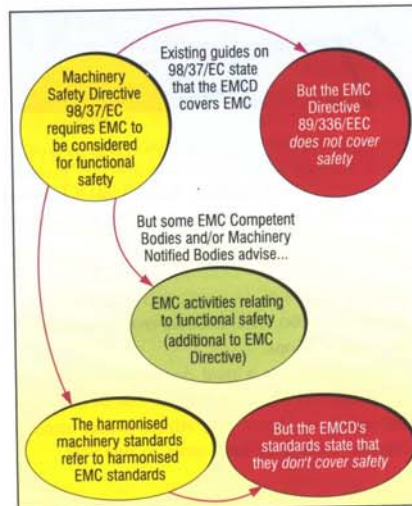 Machinery
Safety Directive
98/37/EC
requires EMC to
be considered
for functional
safety
Existing guides on
98/37/EC state
that the EMCD
covers EMC
But the EMC
Directive
89/336/EEC
does not cover
safety
But some EMC Competent
Bodies and/or Machinery
Notified Bodies advise...
EMC activities relating
to functional safety
(additional to EMC
Directive)
The harmonised
machinery standards
refer to harmonised
EMC standards
But the EMCD's
standards state that
they don't cover safety